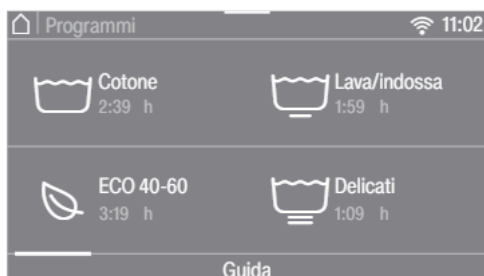 Programmi 11:02
Cotone
2:39 h
Lava/indossa
1:59 h
ECO 40-60
3:19 h
Delicati
1:09 h
Guida